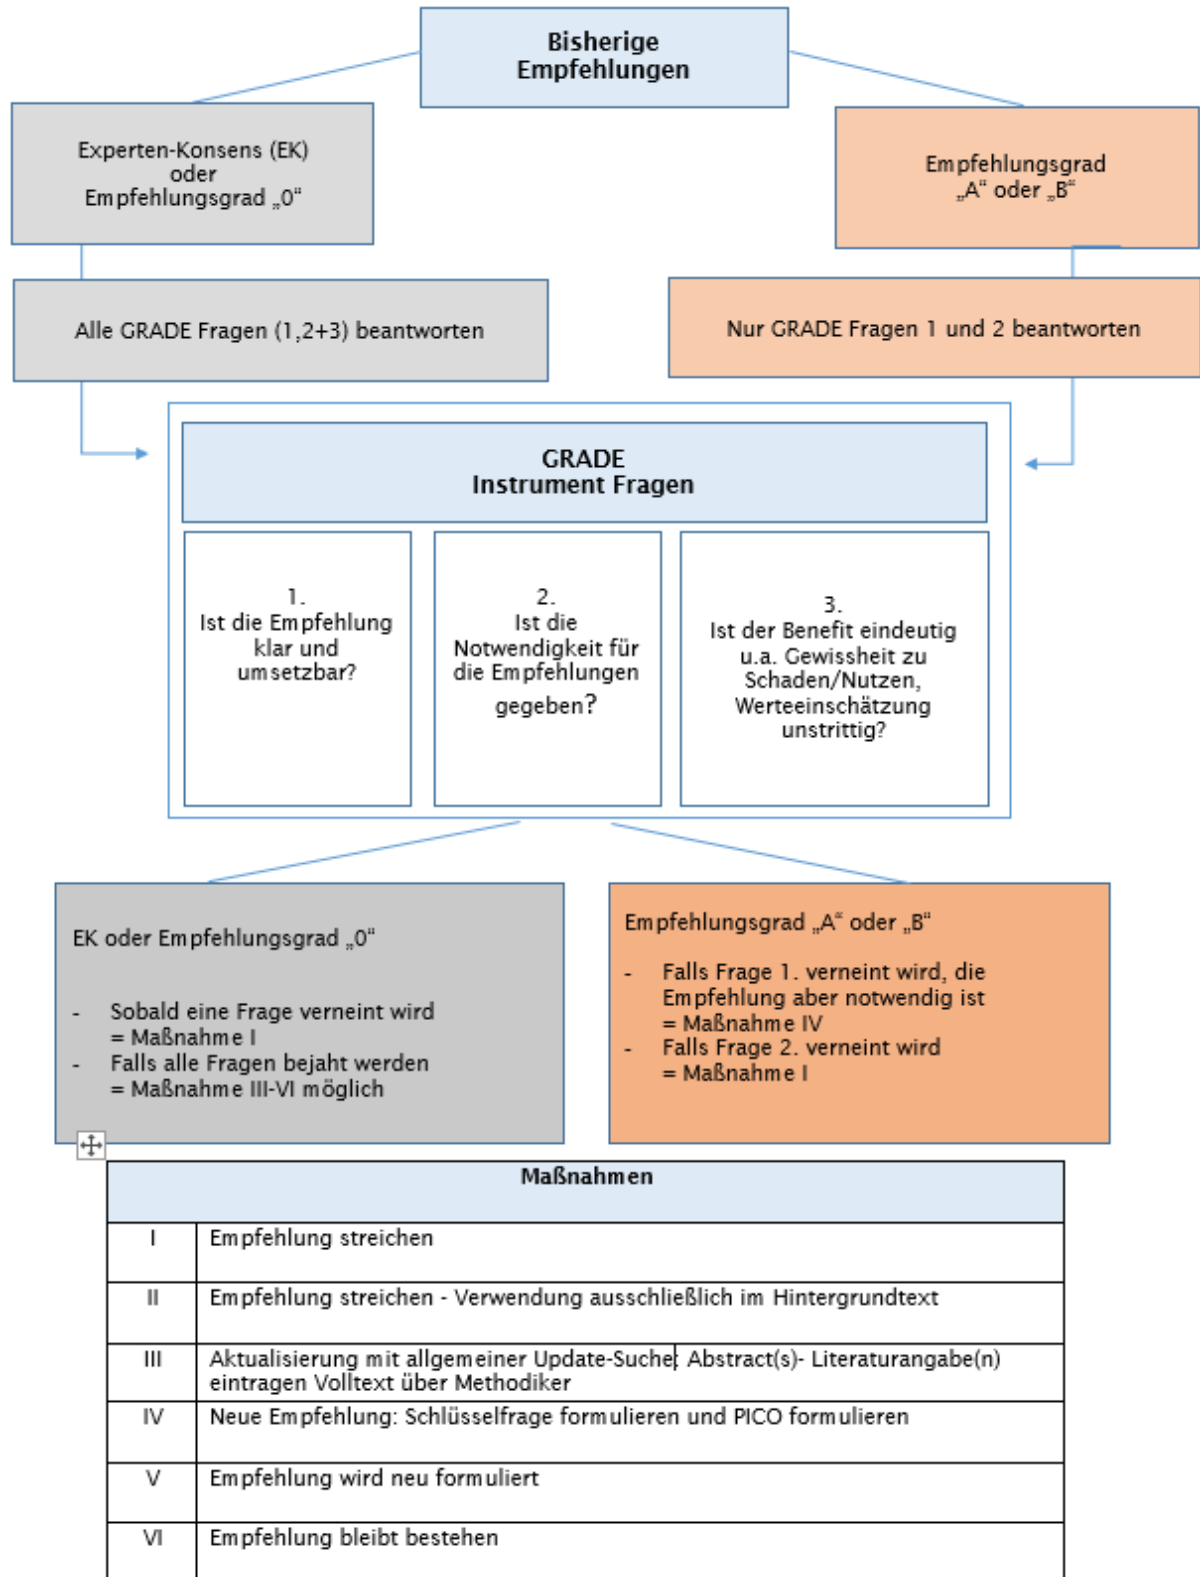 Bisherige
Empfehlungen
Experten-Konsens (EK)
oder
Empfehlungsgrad „0“
Empfehlungsgrad
„A“ oder „B“
Alle GRADE Fragen (1,2+3) beantworten
Nur GRADE Fragen 1 und 2 beantworten
GRADE
Instrument Fragen
1.
Ist die Empfehlung
klar und
umsetzbar?
2.
Ist die
Notwendigkeit für
die Empfehlungen
gegeben?
3.
Ist der Benefit eindeutig
u.a. Gewissheit zu
Schaden/Nutzen,
Werteeinschätzung
unstrittig?
EK oder Empfehlungsgrad „0“
- Sobald eine Frage verneint wird
= Maßnahme I
- Falls alle Fragen bejaht werden
= Maßnahme III-VI möglich
Empfehlungsgrad „A“ oder „B“
- Falls Frage 1. verneint wird, die
Empfehlung aber notwendig ist
= Maßnahme IV
- Falls Frage 2. verneint wird
= Maßnahme I
Maßnahmen
I Empfehlung streichen
II Empfehlung streichen - Verwendung ausschließlich im Hintergrundtext
III Aktualisierung mit allgemeiner Update-Suche: Abstract(s)- Literaturangabe(n)
eintragen Volltext über Methodiker
IV Neue Empfehlung: Schlüsselfrage formulieren und PICO formulieren
V Empfehlung wird neu formuliert
VI Empfehlung bleibt bestehen